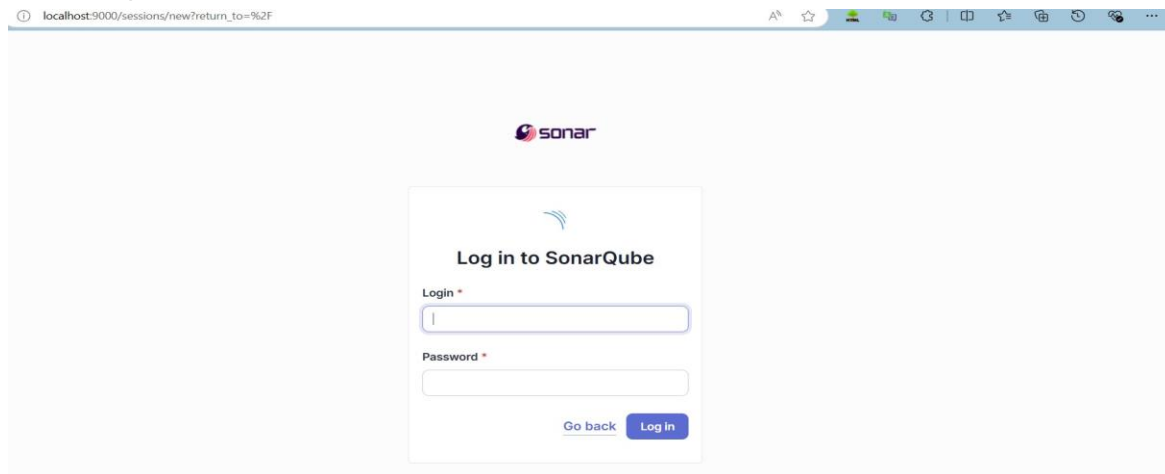 localhost:9000/sessions/new?return_to=%2F
sonar
Log in to SonarQube
Login *
Password *
Go back Log in